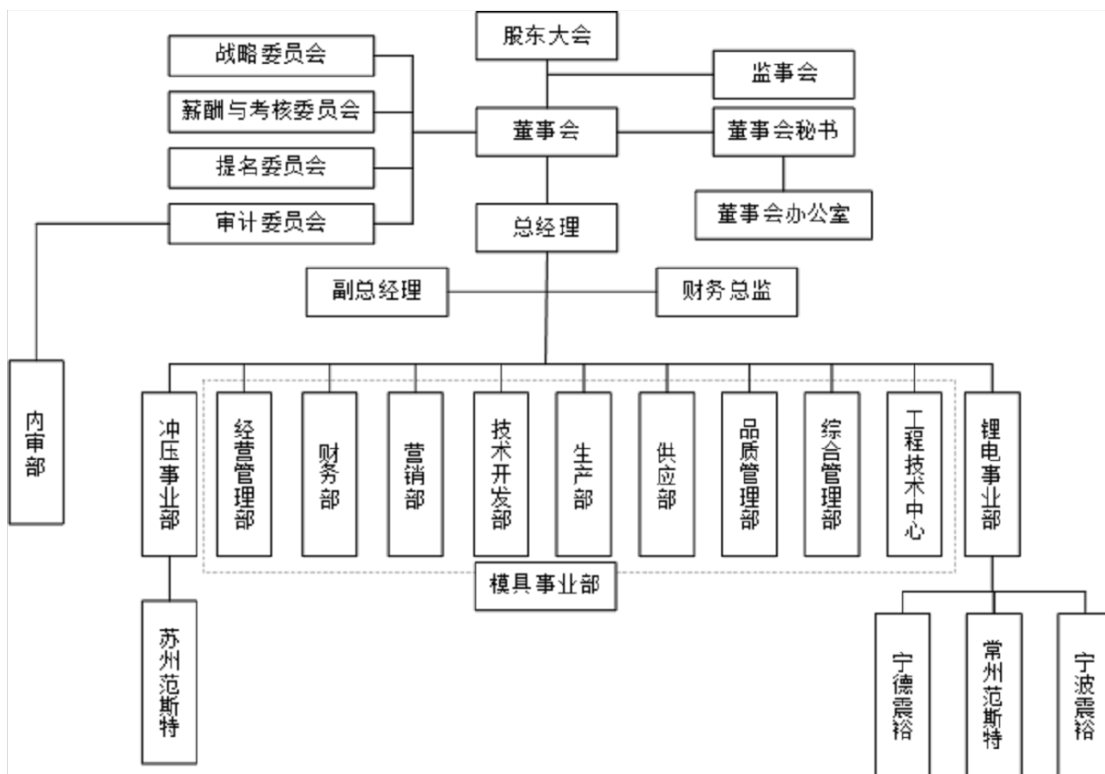 股东大会
战略委员会
监事会
薪酬与考核委员会
董事会
董事会秘书
提名委员会
审计委员会
总经理
董事会办公室
副总经理
财务总监
内审部
冲压事业部
经营管理部
财务部
营销部
技术开发部
生产部
供应部
品质管理部
综合管理部
工程技术中心
锂电事业部
模具事业部
苏州范斯特
宁德震裕
常州范斯特
宁波震裕